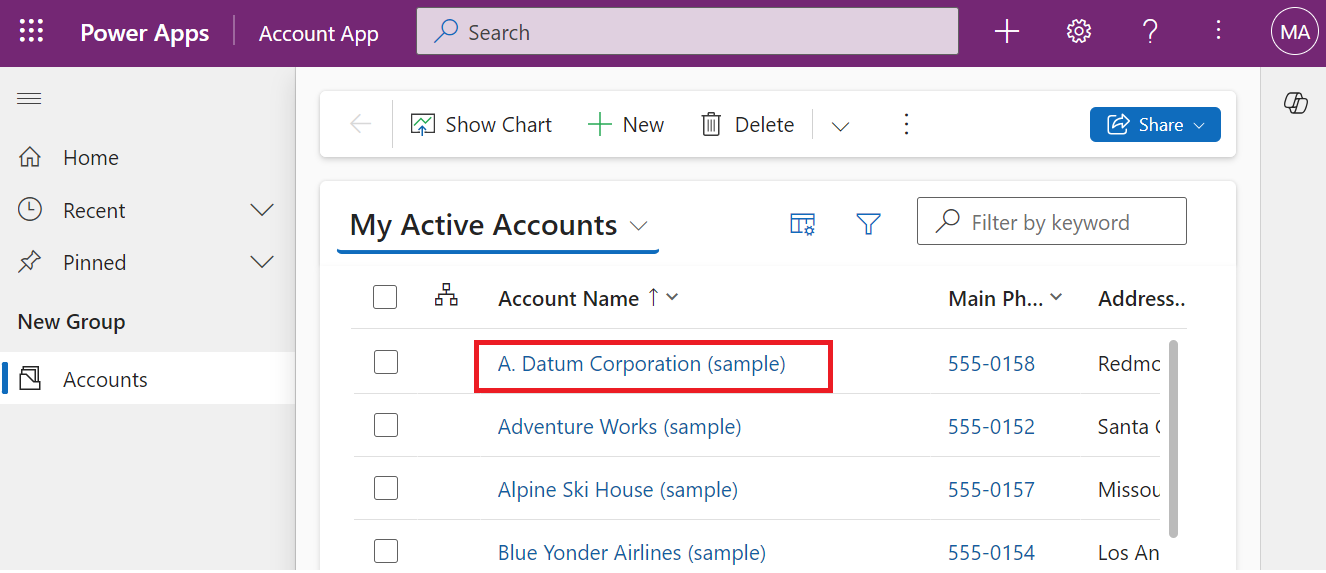 Power Apps Account App Search MA
Show Chart New Delete Share
Home
Recent
Pinned
New Group
Accounts
My Active Accounts Filter by keyword
Account Name Main Ph... Address..
A. Datum Corporation (sample) 555-0158 Redmo
Adventure Works (sample) 555-0152 Santa
Alpine Ski House (sample) 555-0157 Missou
Blue Yonder Airlines (sample) 555-0154 Los An